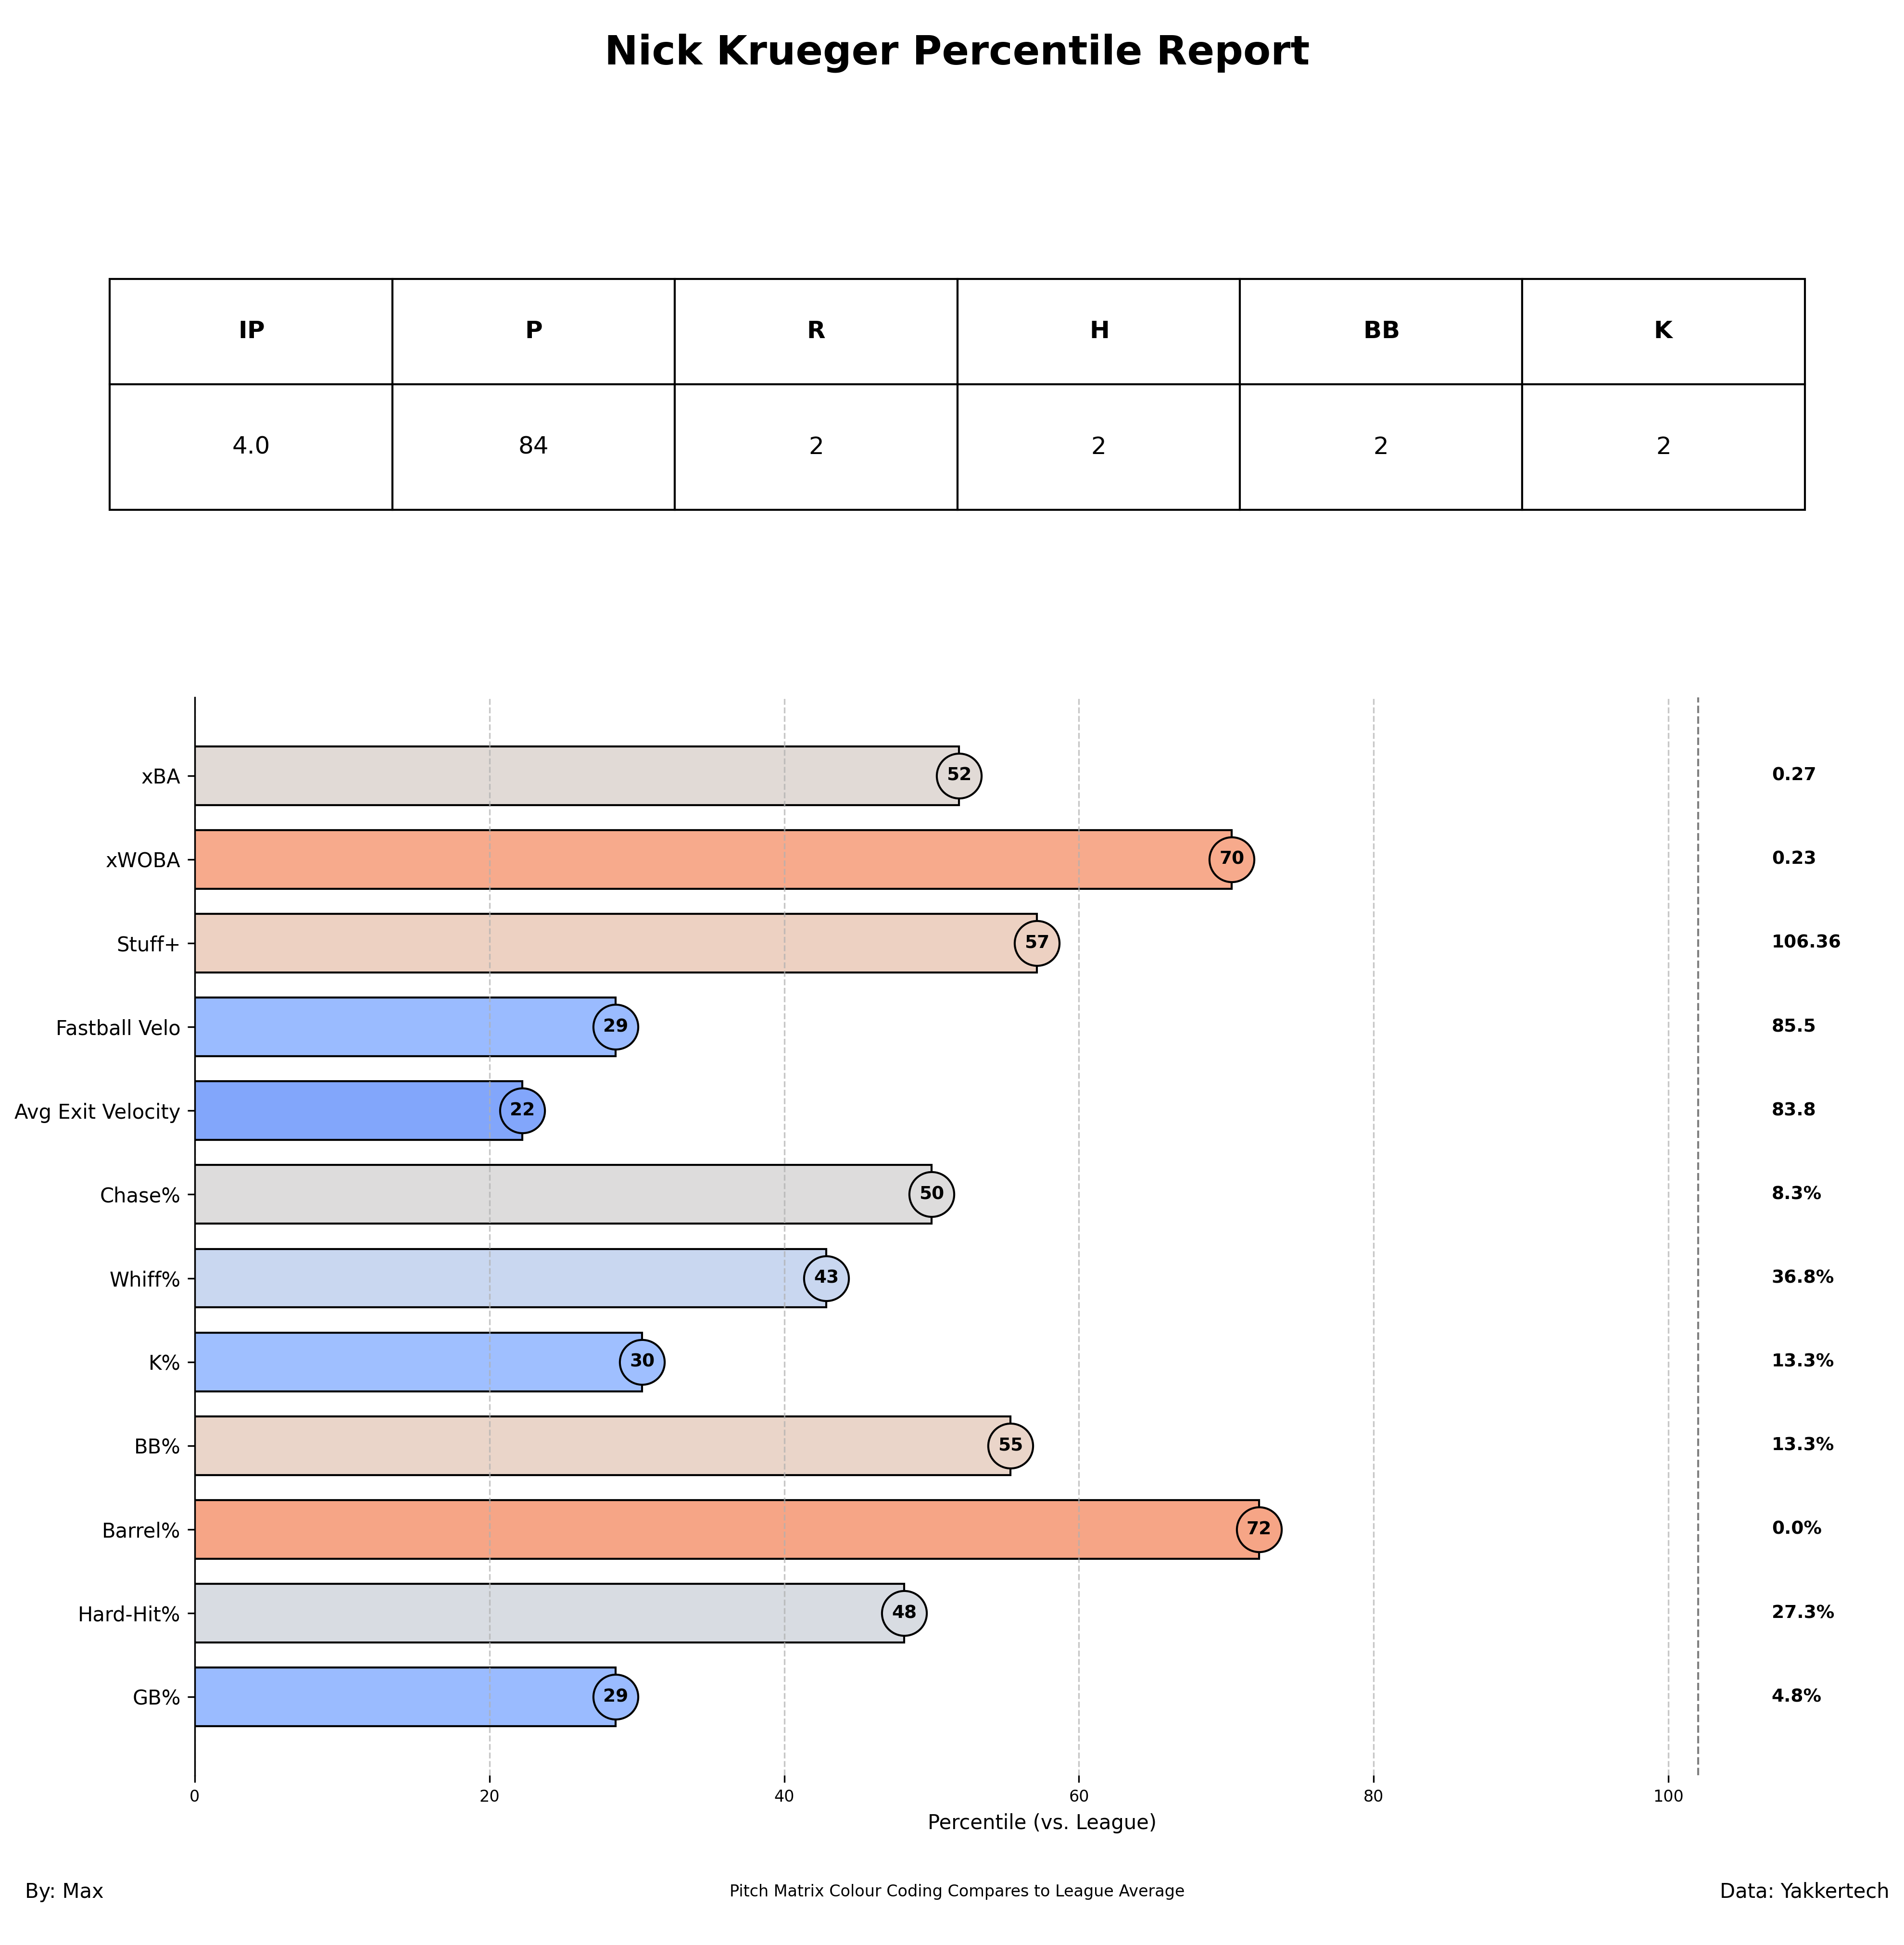 Nick Krueger Percentile Report
IP P R H BB K
4.0 84 2 2 2 2
xBA 52 0.27
xWOBA 70 0.23
Stuff+ 57 106.36
Fastball Velo 29 85.5
Avg Exit Velocity 22 83.8
Chase% 50 8.3%
Whiff% 43 36.8%
K% 30 13.3%
BB% 55 13.3%
Barrel% 72 0.0%
Hard-Hit% 48 27.3%
GB% 29 4.8%
0 20 40 60 80 100
Percentile (vs. League)
By: Max Pitch Matrix Colour Coding Compares to League Average Data: Yakkertech